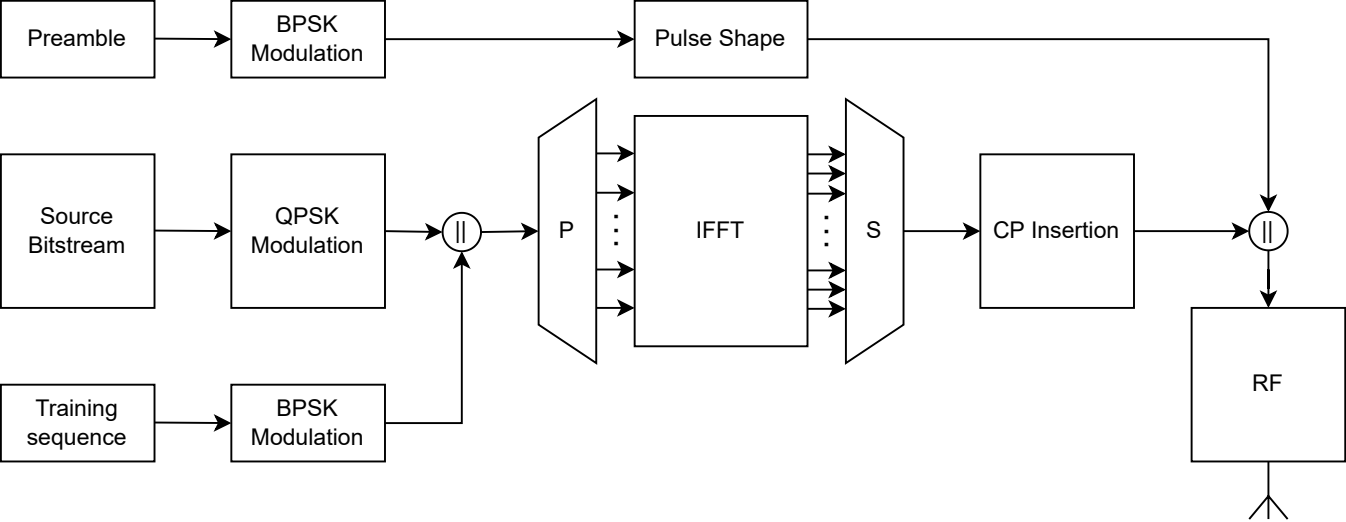 Preamble
BPSK
Modulation
Pulse Shape
Source
Bitstream
QPSK
Modulation
||
P
IFFT
S
CP Insertion
||
Training
sequence
BPSK
Modulation
RF